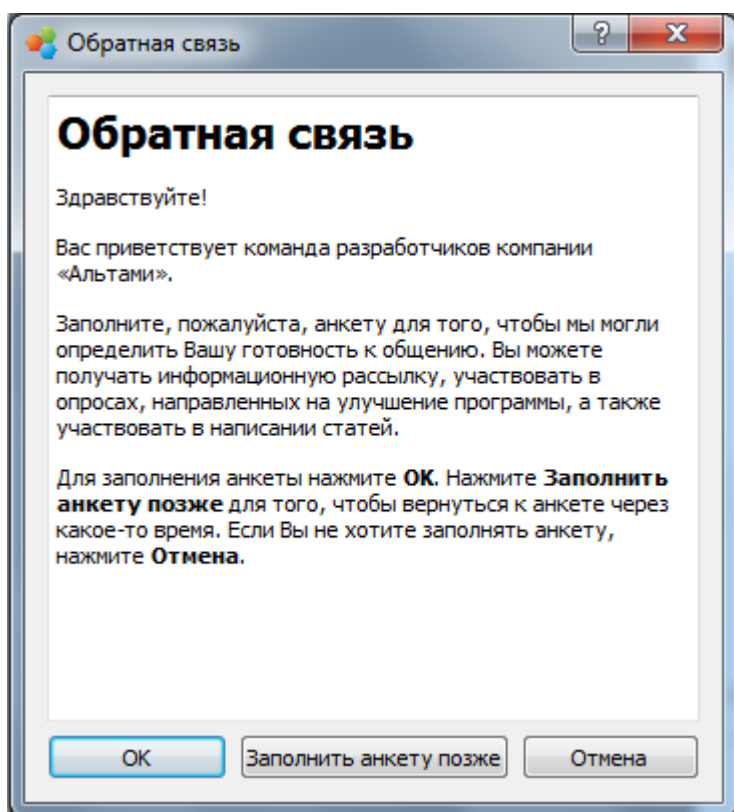 Обратная связь
Обратная связь
Здравствуйте!
Вас приветствует команда разработчиков компании
«Альтами».
Заполните, пожалуйста, анкету для того, чтобы мы могли
определить Вашу готовность к общению. Вы можете
получать информационную рассылку, участвовать в
опросах, направленных на улучшение программы, а также
участвовать в написании статей.
Для заполнения анкеты нажмите ОК. Нажмите Заполнить
анкету позже для того, чтобы вернуться к анкете через
какое-то время. Если Вы не хотите заполнять анкету,
нажмите Отмена.
ОК Заполнить анкету позже Отмена